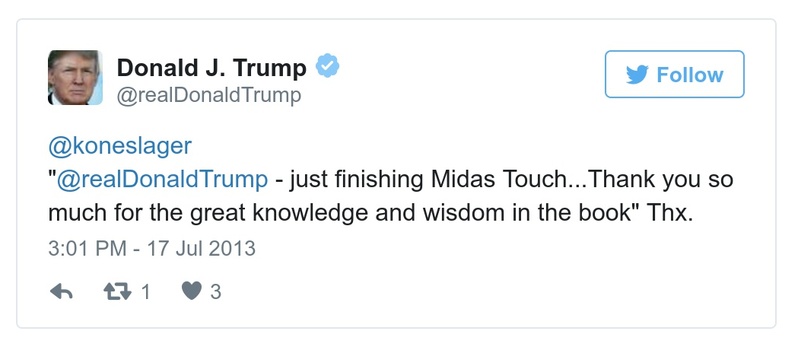 Donald J. Trump
@realDonaldTrump
Follow
@koneslager
"@realDonaldTrump - just finishing Midas Touch...Thank you so
much for the great knowledge and wisdom in the book" Thx.
3:01 PM - 17 Jul 2013
1 3